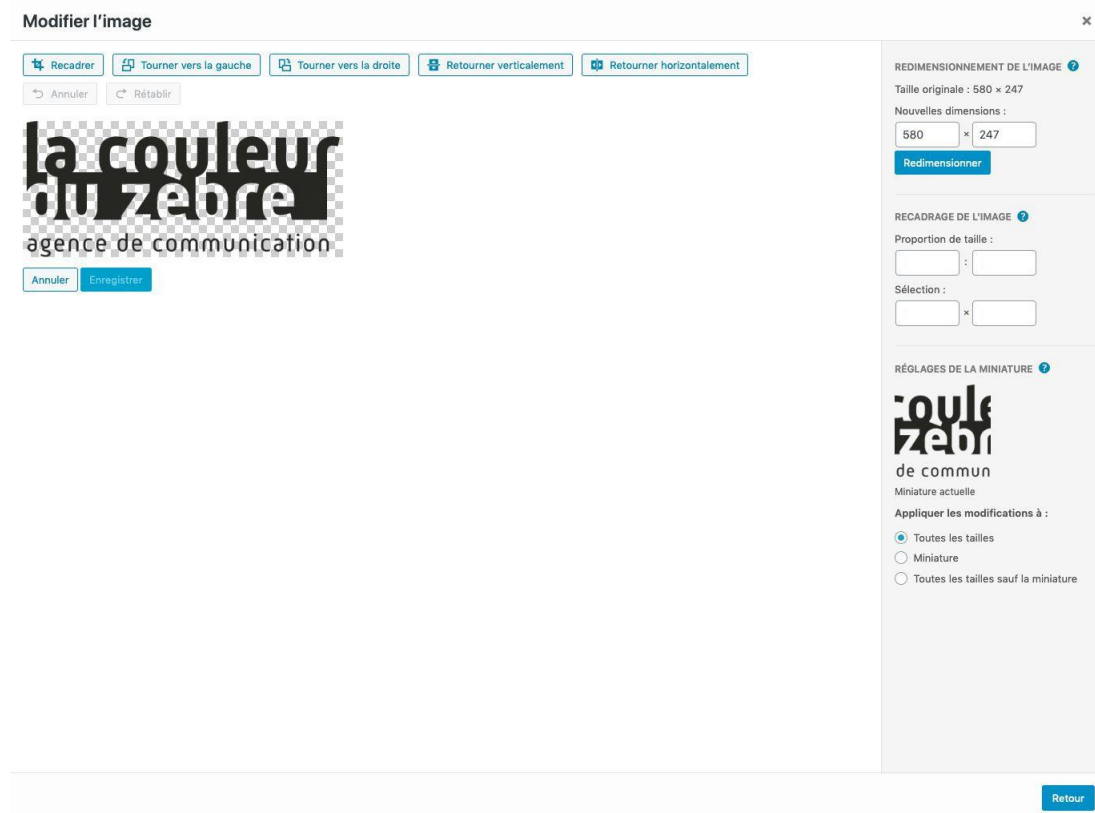 Modifier l’image ×
Recadrer Tourner vers la gauche Tourner vers la droite Retourner verticalement Retourner horizontalement
Annuler Rétablir
la couleur
du zèbre
agence de communication
Annuler Enregistrer
REDIMENSIONNEMENT DE L’IMAGE ?
Taille originale : 580 × 247
Nouvelles dimensions :
580 × 247
Redimensionner
RECADRAGE DE L’IMAGE ?
Proportion de taille :
:
Sélection :
×
RÉGLAGES DE LA MINIATURE ?
coule
zèbr
de commun
Miniature actuelle
Appliquer les modifications à :
Toutes les tailles
Miniature
Toutes les tailles sauf la miniature
Retour